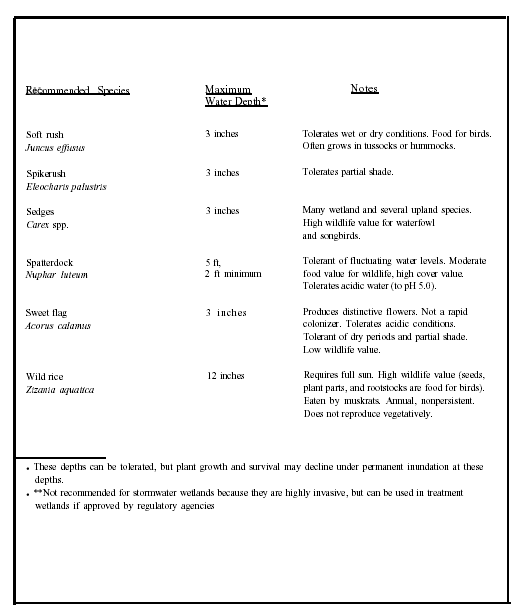 Recommended Species Maximum Notes
Water Depth*
Soft rush 3 inches Tolerates wet or dry conditions. Food for birds.
Juncus effusus Often grows in tussocks or hummocks.
Spikerush 3 inches Tolerates partial shade.
Eleocharis palustris
Sedges 3 inches Many wetland and several upland species.
Carex spp. High wildlife value for waterfowl
and songbirds.
Spatterdock 5 ft, Tolerant of fluctuating water levels. Moderate
Nuphar luteum 2 ft minimum food value for wildlife, high cover value.
Tolerates acidic water (to pH 5.0).
Sweet flag 3 inches Produces distinctive flowers. Not a rapid
Acorus calamus colonizer. Tolerates acidic conditions.
Tolerant of dry periods and partial shade.
Low wildlife value.
Wild rice 12 inches Requires full sun. High wildlife value (seeds,
Zizania aquatica plant parts, and rootstocks are food for birds).
Eaten by muskrats. Annual, nonpersistent.
Does not reproduce vegetatively.
• These depths can be tolerated, but plant growth and survival may decline under permanent inundation at these
depths.
• **Not recommended for stormwater wetlands because they are highly invasive, but can be used in treatment
wetlands if approved by regulatory agencies